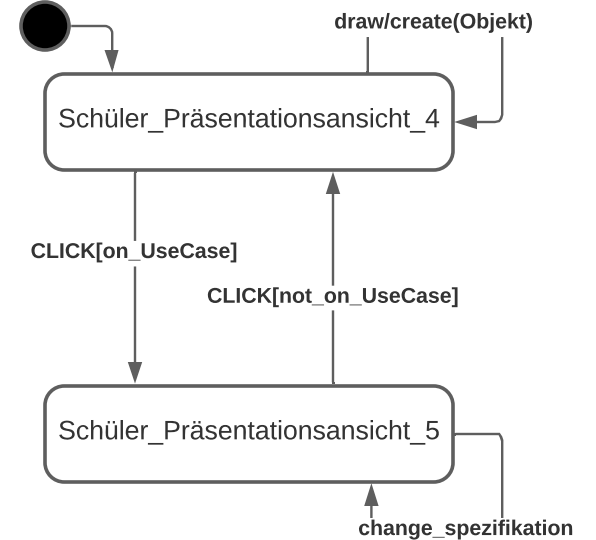 draw/create(Objekt)
Schüler_Präsentationsansicht_4
CLICK[on_UseCase]
CLICK[not_on_UseCase]
Schüler_Präsentationsansicht_5
change_spezifikation